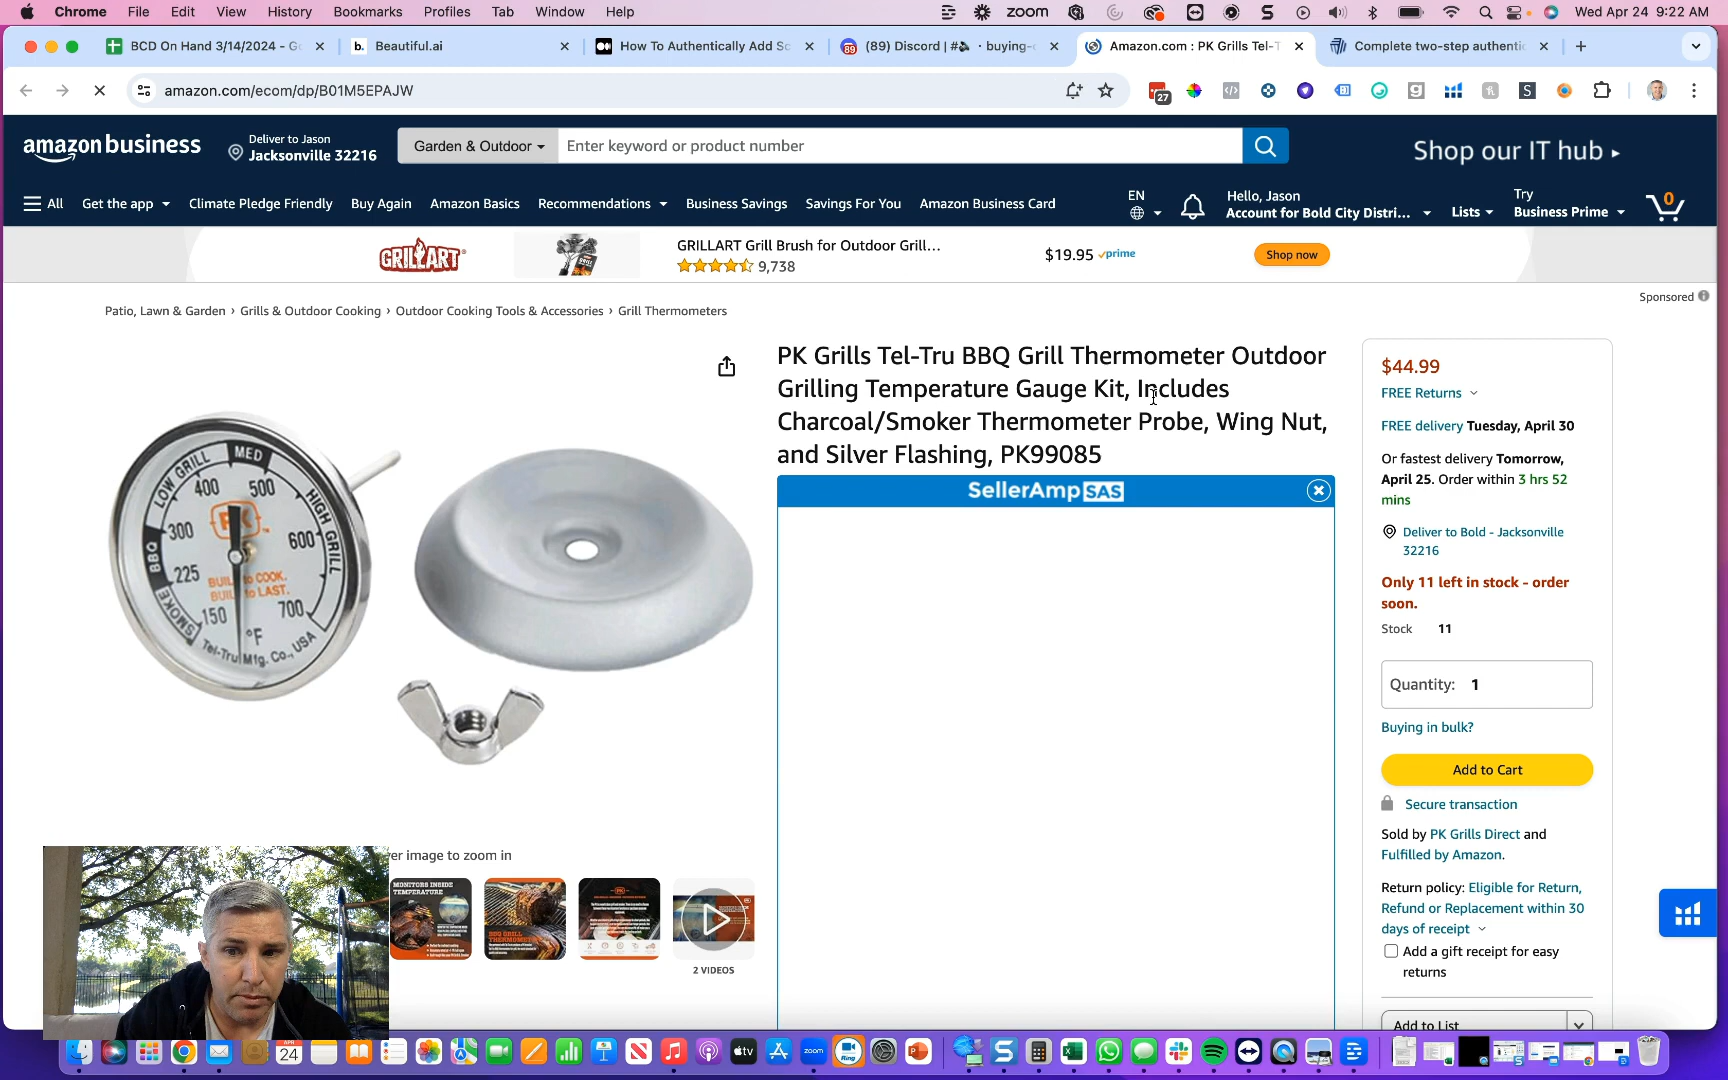 Chrome File Edit View History Bookmarks Profiles Tab Window Help zoom Wed Apr 24 9:22 AM
BCD On Hand 3/14/2024 - Go
b. Beautiful.ai
How To Authentically Add Sc
(89) Discord | # · buying-
Amazon.com : PK Grills Tel-T
Complete two-step authentic
amazon.com/ecom/dp/B01M5EPAJW
27
amazon business
Deliver to Jason
Jacksonville 32216
Garden & Outdoor
Enter keyword or product number
Shop our IT hub
All Get the app Climate Pledge Friendly Buy Again Amazon Basics Recommendations Business Savings Savings For You Amazon Business Card
EN
Hello, Jason
Account for Bold City Distri...
Lists
Try
Business Prime
0
GRILLART
GRILLART Grill Brush for Outdoor Grill...
9,738
$19.95 prime
Shop now
Sponsored
Patio, Lawn & Garden › Grills & Outdoor Cooking › Outdoor Cooking Tools & Accessories › Grill Thermometers
PK Grills Tel-Tru BBQ Grill Thermometer Outdoor
Grilling Temperature Gauge Kit, Includes
Charcoal/Smoker Thermometer Probe, Wing Nut,
and Silver Flashing, PK99085
SellerAmp SAS
SMOKE BBQ LOW GRILL MED HIGH GRILL
150 225 300 400 500 600 700
PK
BUILT to COOK.
BUILT to LAST.
°F
Tel-Tru Mfg. Co., USA
er image to zoom in
MONITORS INSIDE
TEMPERATURE
2 VIDEOS
$44.99
FREE Returns
FREE delivery Tuesday, April 30
Or fastest delivery Tomorrow,
April 25. Order within 3 hrs 52
mins
Deliver to Bold - Jacksonville
32216
Only 11 left in stock - order
soon.
Stock 11
Quantity: 1
Buying in bulk?
Add to Cart
Secure transaction
Sold by PK Grills Direct and
Fulfilled by Amazon.
Return policy: Eligible for Return,
Refund or Replacement within 30
days of receipt
Add a gift receipt for easy
returns
Add to List
APR
24
tv
zoom
Ring